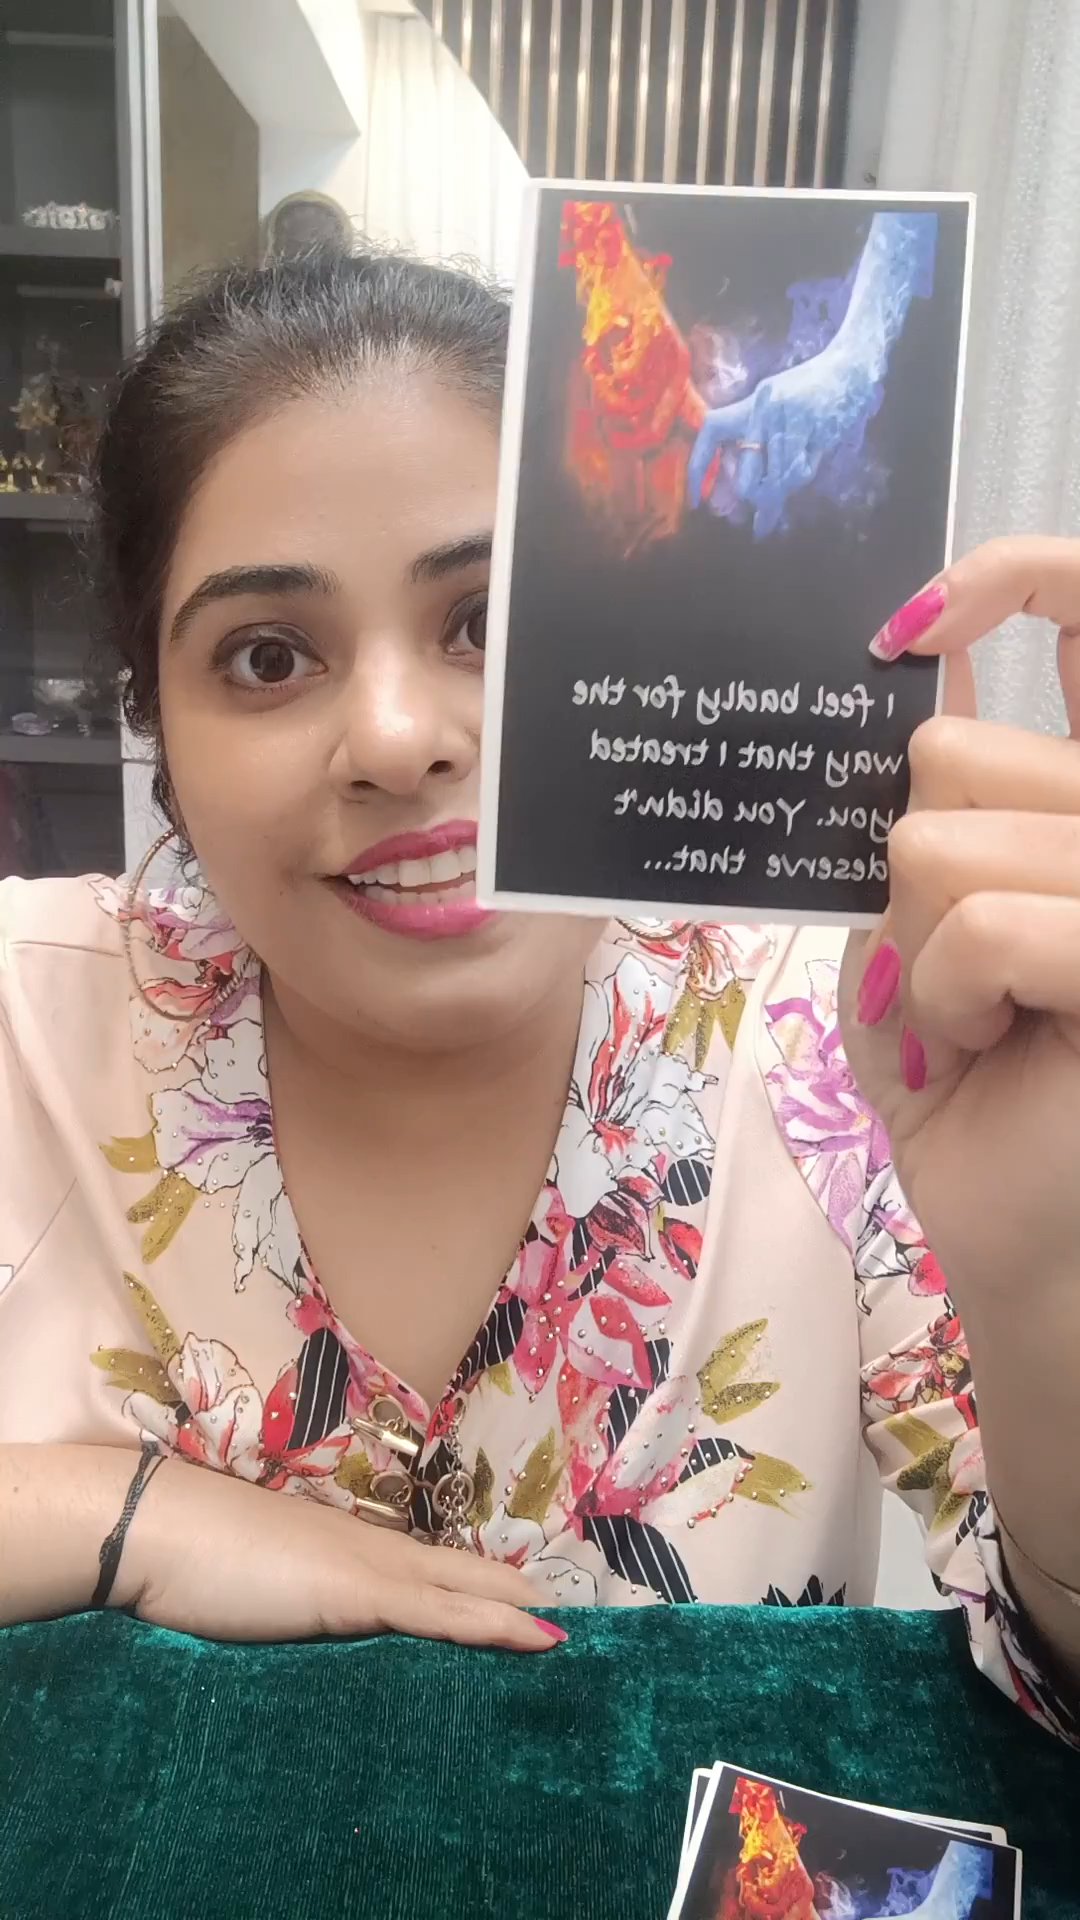 I feel badly for the
way that I treated
you. You didn't
deserve that...